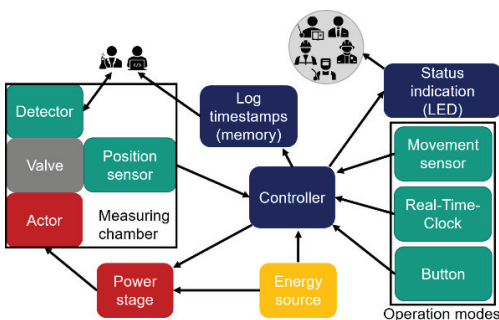 Status
indication
(LED)
Detector
Log
timestamps
(memory)
Movement
sensor
Valve
Position
sensor
Controller
Real-Time-
Clock
Actor
Measuring
chamber
Power
stage
Energy
source
Button
Operation modes